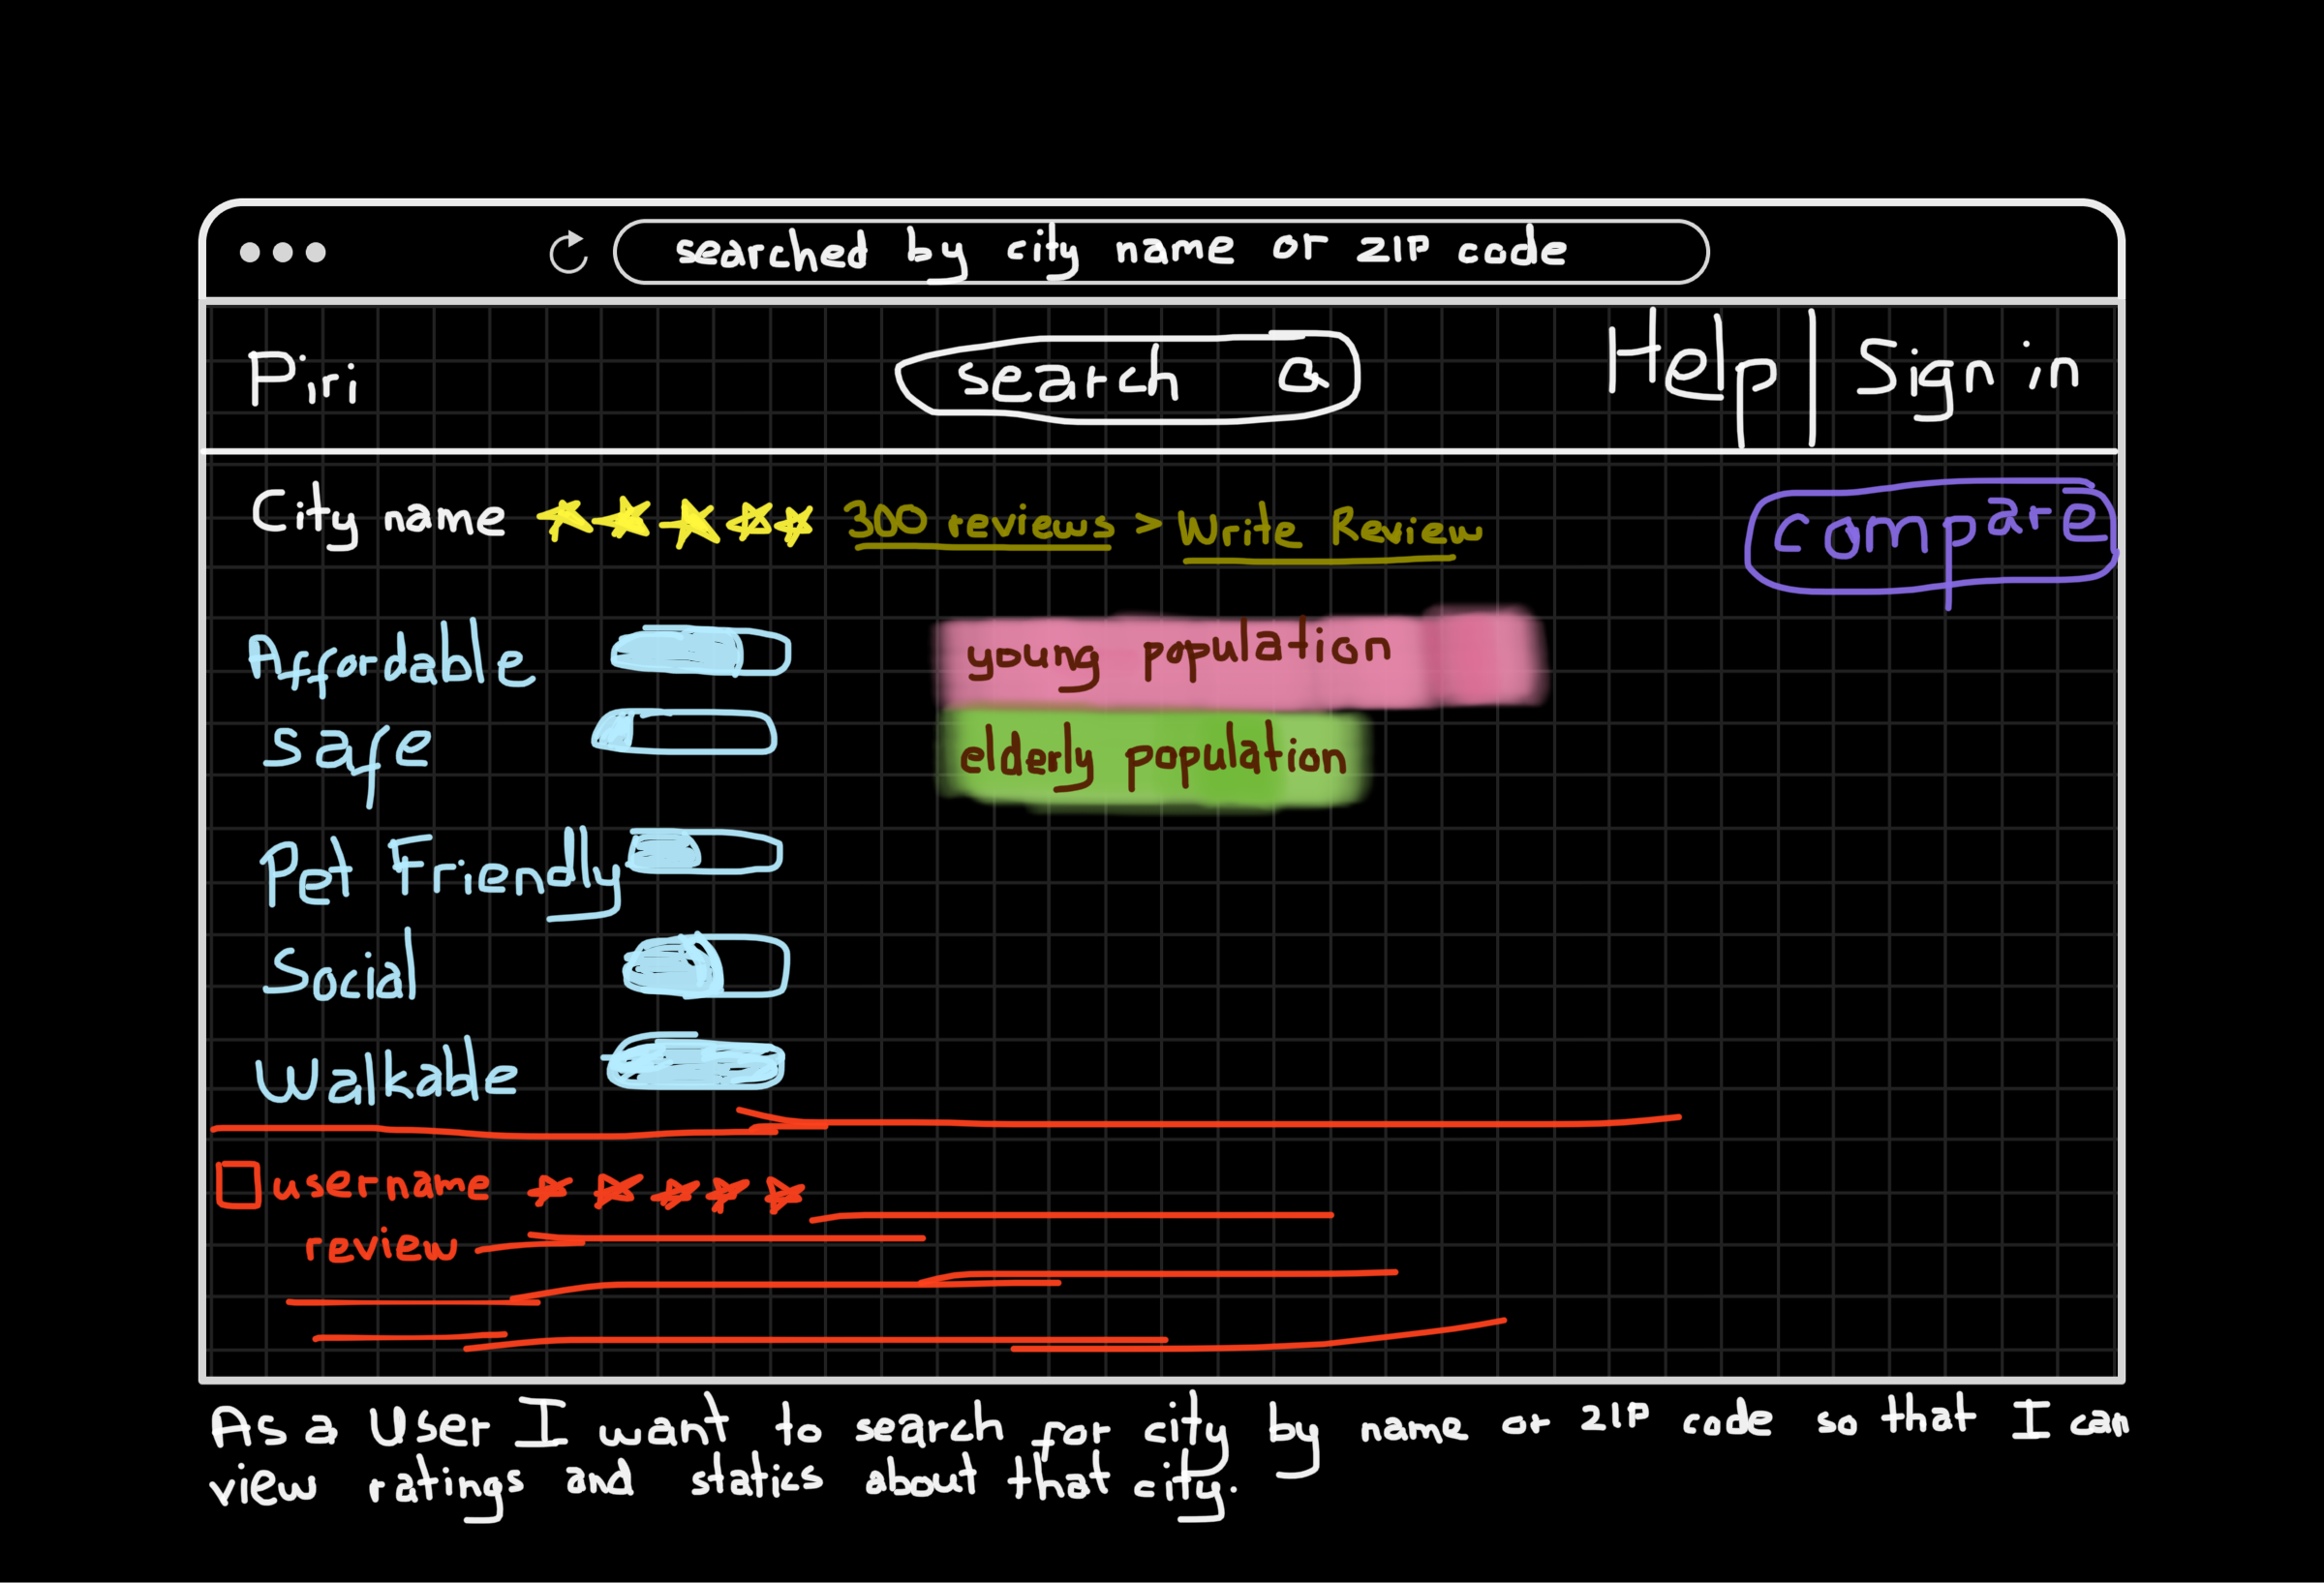 searched by city name or ZIP code
Piri search Help | Sign in
City name 300 reviews > Write Review compare
Affordable young population
safe elderly population
Pet Friendly
Social
Walkable
username
review
As a User I want to search for city by name or ZIP code so that I can
view ratings and statics about that city.